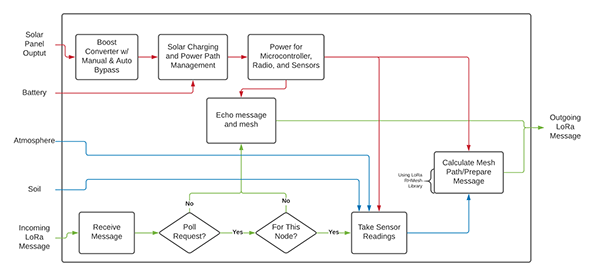 Solar
Panel
Ouptut
Boost
Converter w/
Manual & Auto
Bypass
Solar Charging
and Power Path
Management
Power for
Microcontroller,
Radio, and Sensors
Battery
Echo message
and mesh
Outgoing
LoRa
Message
Atmosphere
Calculate Mesh
Path/Prepare
Message
Using LoRa
RHMesh
Library
Soil
No
No
Incoming
LoRa
Message
Receive
Message
Poll
Request?
Yes
For This
Node?
Yes
Take Sensor
Readings